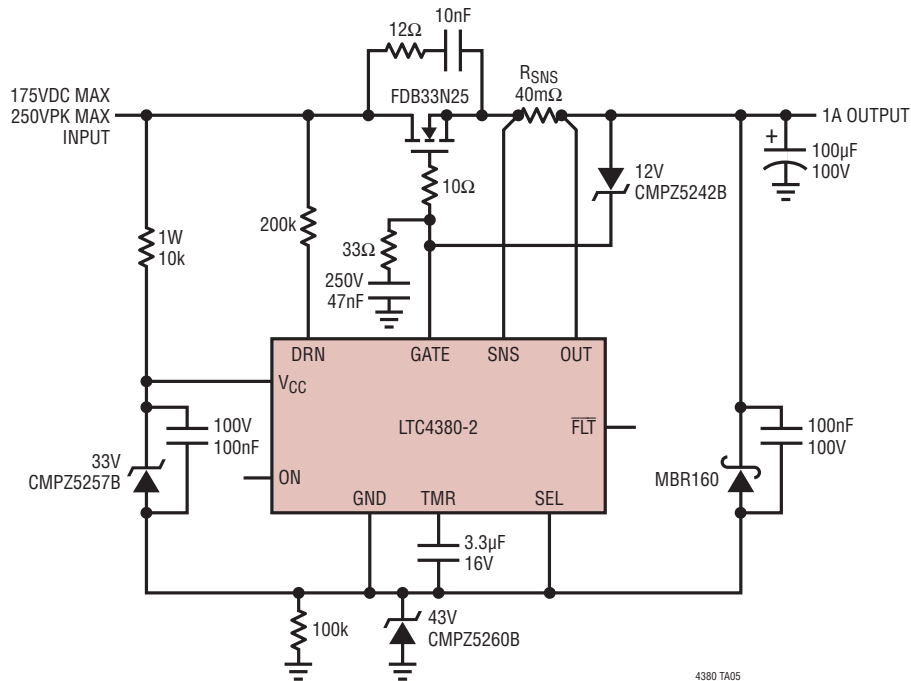 10nF
12Ω
175VDC MAX
250VPK MAX
INPUT
FDB33N25
RSNS
40mΩ
1A OUTPUT
+
100µF
100V
12V
CMPZ5242B
10Ω
1W
10k
200k
33Ω
250V
47nF
DRN
GATE
SNS
OUT
VCC
LTC4380-2
FLT
100V
100nF
33V
CMPZ5257B
ON
GND
TMR
SEL
MBR160
100nF
100V
3.3µF
16V
100k
43V
CMPZ5260B
4380 TA05